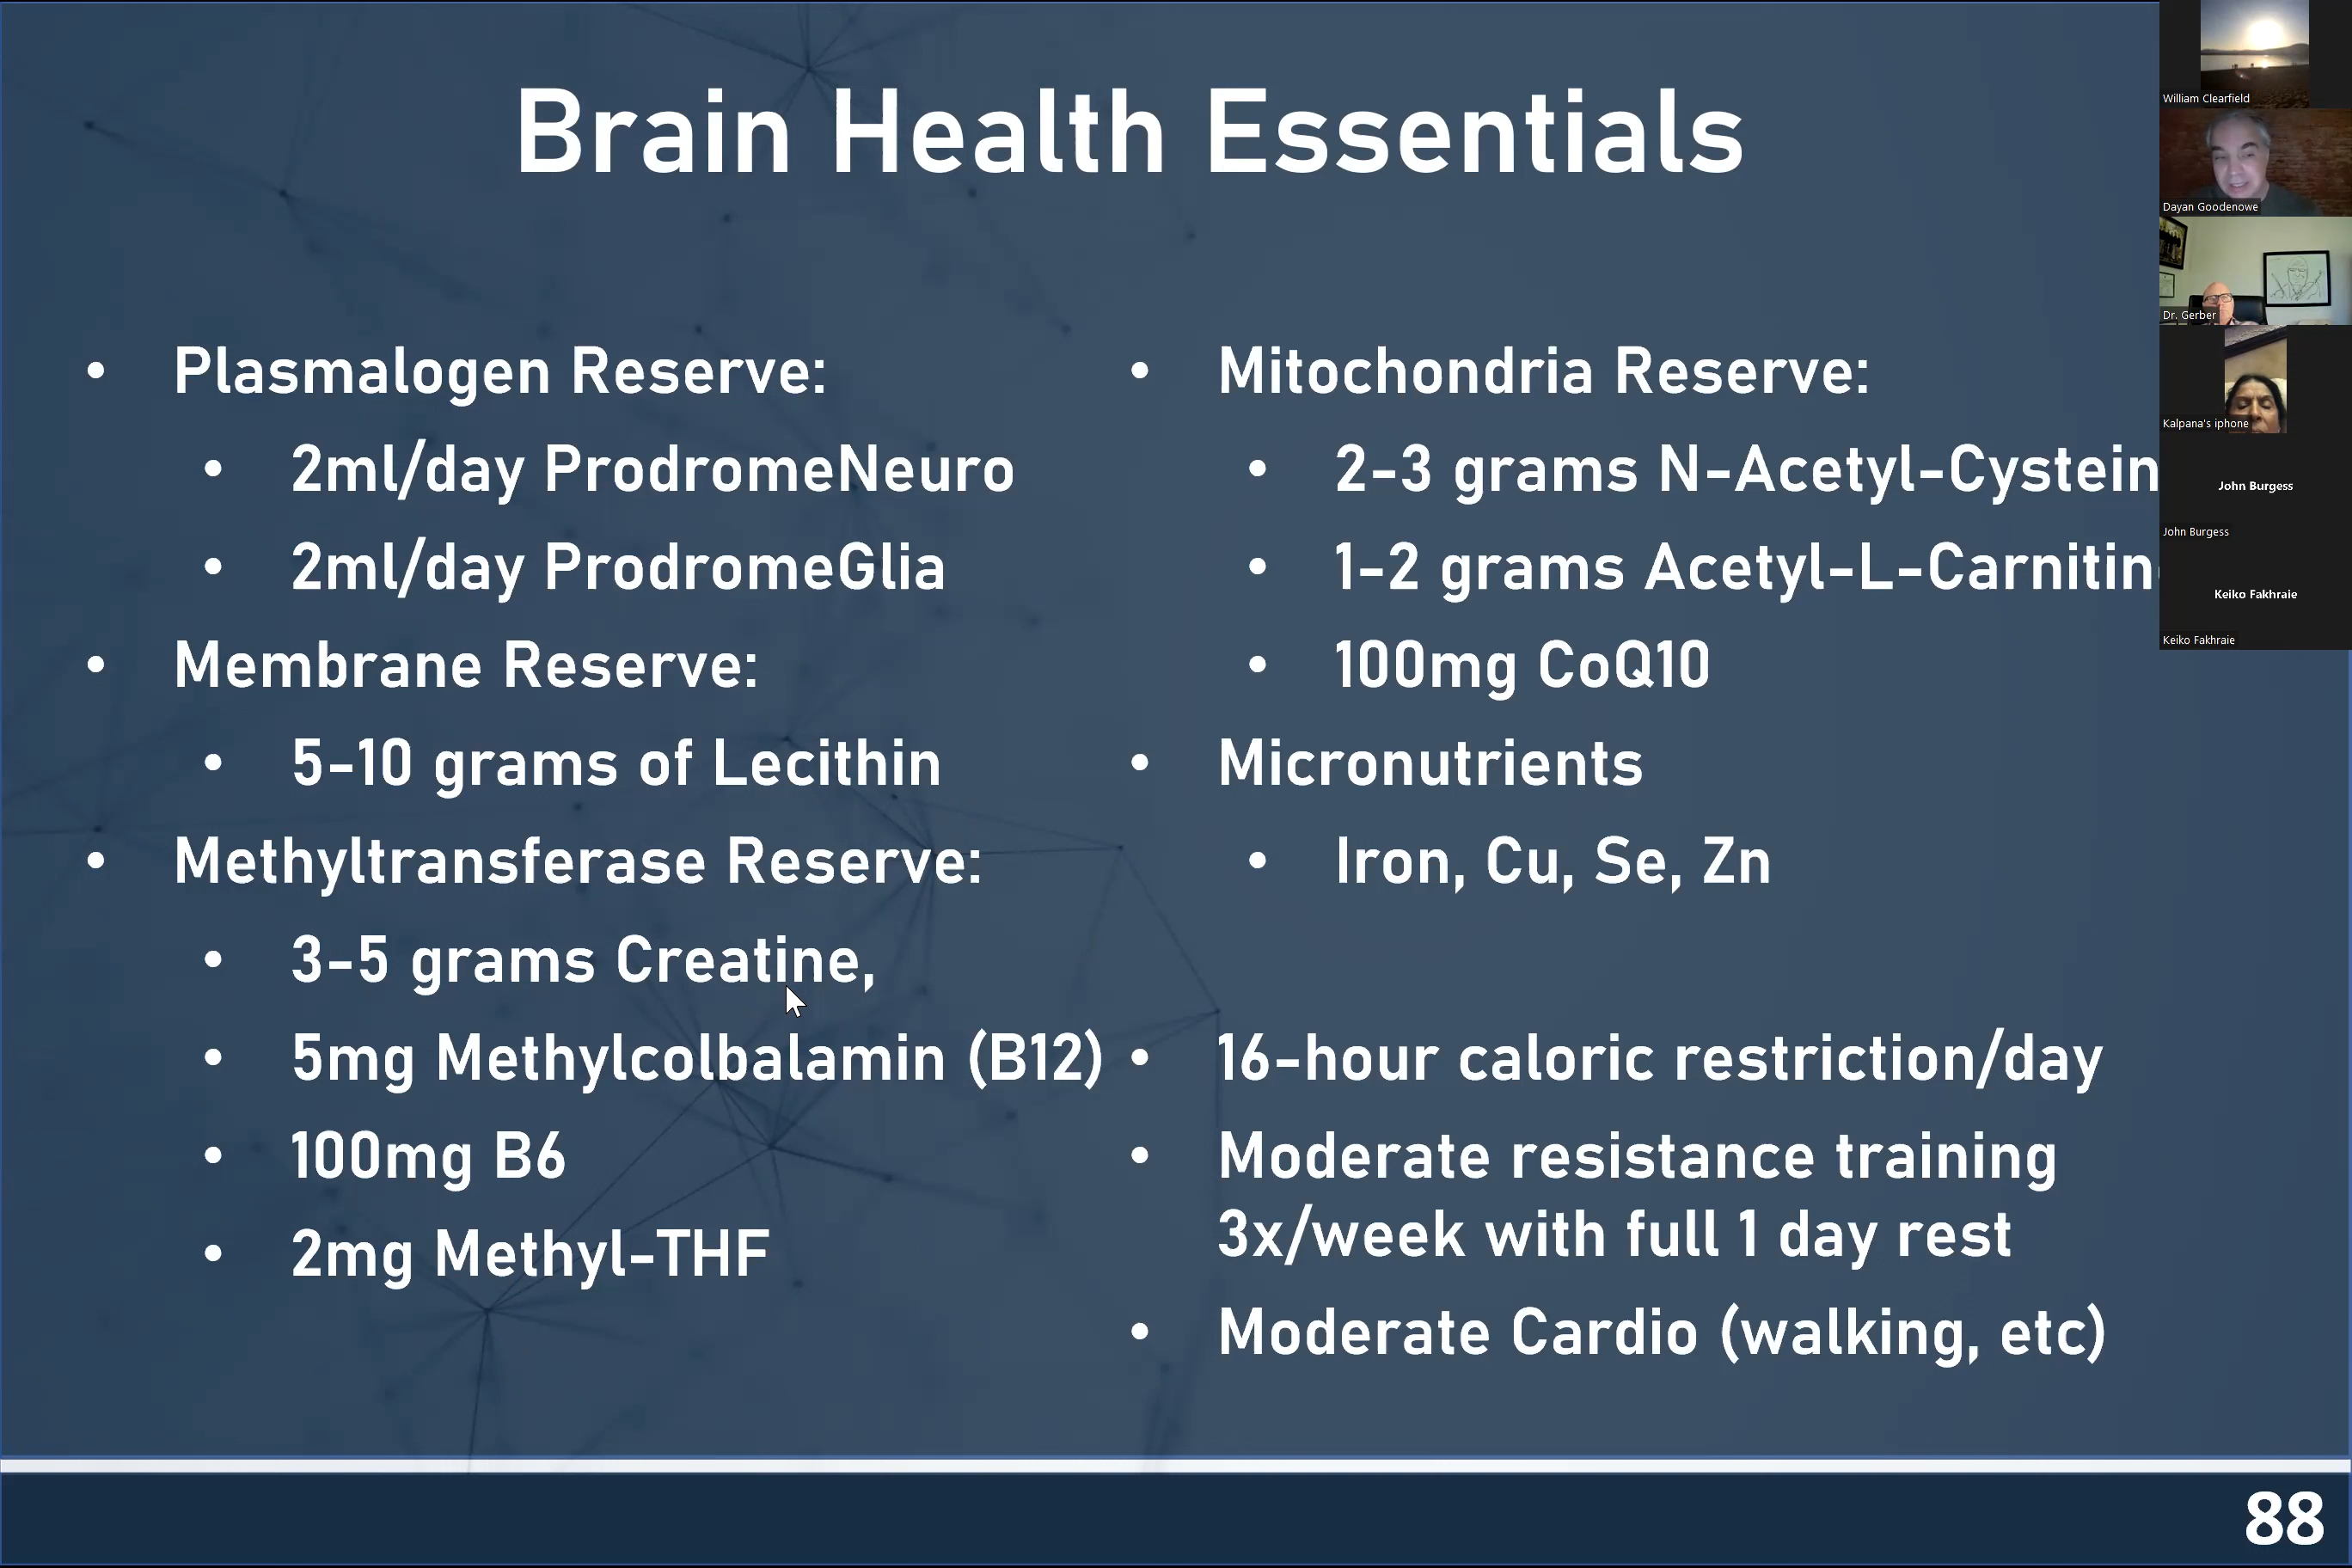 Brain Health Essentials
• Plasmalogen Reserve:
• 2ml/day ProdromeNeuro
• 2ml/day ProdromeGlia
• Membrane Reserve:
• 5-10 grams of Lecithin
• Methyltransferase Reserve:
• 3-5 grams Creatine,
• 5mg Methylcolbalamin (B12)
• 100mg B6
• 2mg Methyl-THF
• Mitochondria Reserve:
• 2-3 grams N-Acetyl-Cystein
• 1-2 grams Acetyl-L-Carnitin
• 100mg CoQ10
• Micronutrients
• Iron, Cu, Se, Zn
• 16-hour caloric restriction/day
• Moderate resistance training
3x/week with full 1 day rest
• Moderate Cardio (walking, etc)
88
William Clearfield
Dayan Goodenowe
Dr. Gerber
Kalpana's iphone
John Burgess
John Burgess
Keiko Fakhraie
Keiko Fakhraie